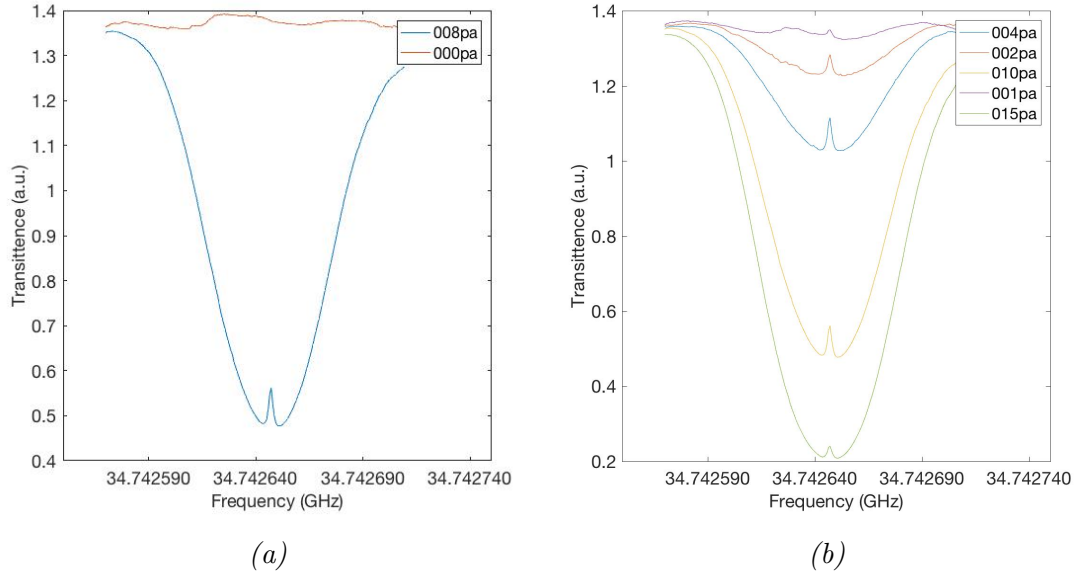 1.4
1.3
1.2
1.1
1
0.9
0.8
0.7
0.6
0.5
0.4
Transittence (a.u.)
008pa
000pa
34.742590 34.742640 34.742690 34.742740
Frequency (GHz)
(a)
1.4
1.2
1
0.8
0.6
0.4
0.2
Transittence (a.u.)
004pa
002pa
010pa
001pa
015pa
34.742590 34.742640 34.742690 34.742740
Frequency (GHz)
(b)